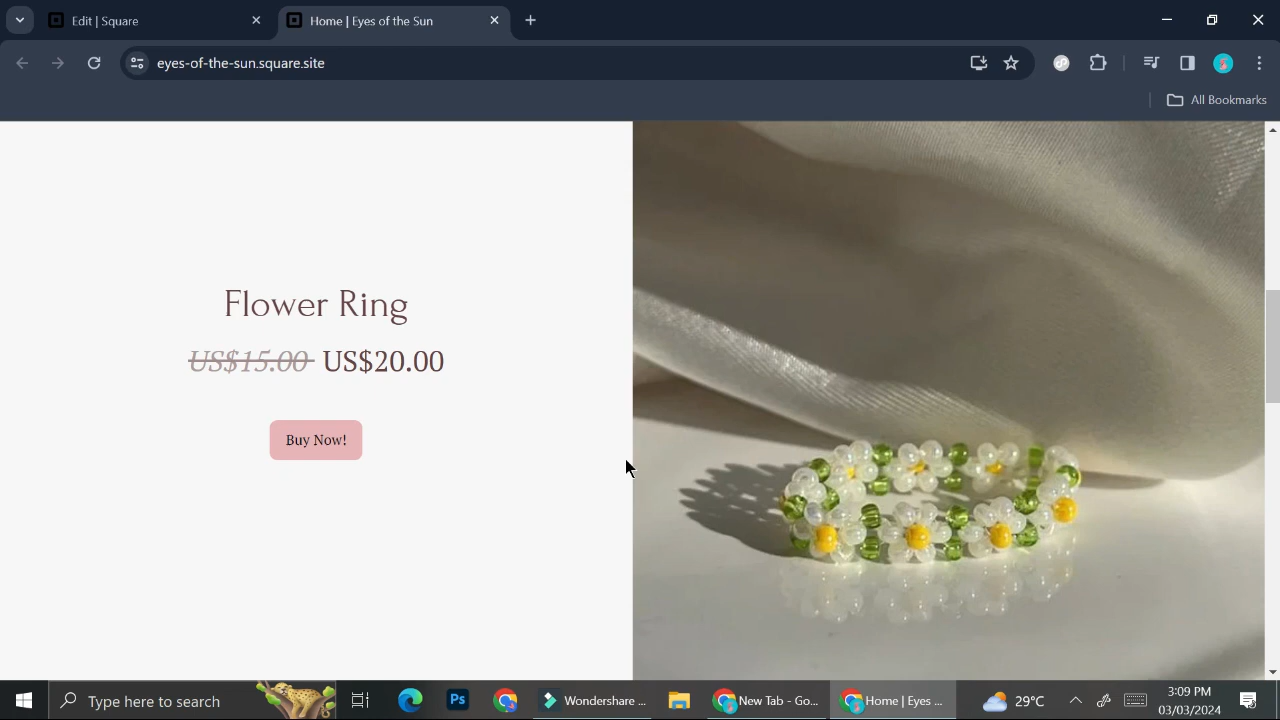 Edit | Square
Home | Eyes of the Sun
eyes-of-the-sun.square.site
All Bookmarks
Flower Ring
US$15.00 US$20.00
Buy Now!
Type here to search
Ps
Wondershare ...
New Tab - Go...
Home | Eyes ...
29°C
3:09 PM
03/03/2024